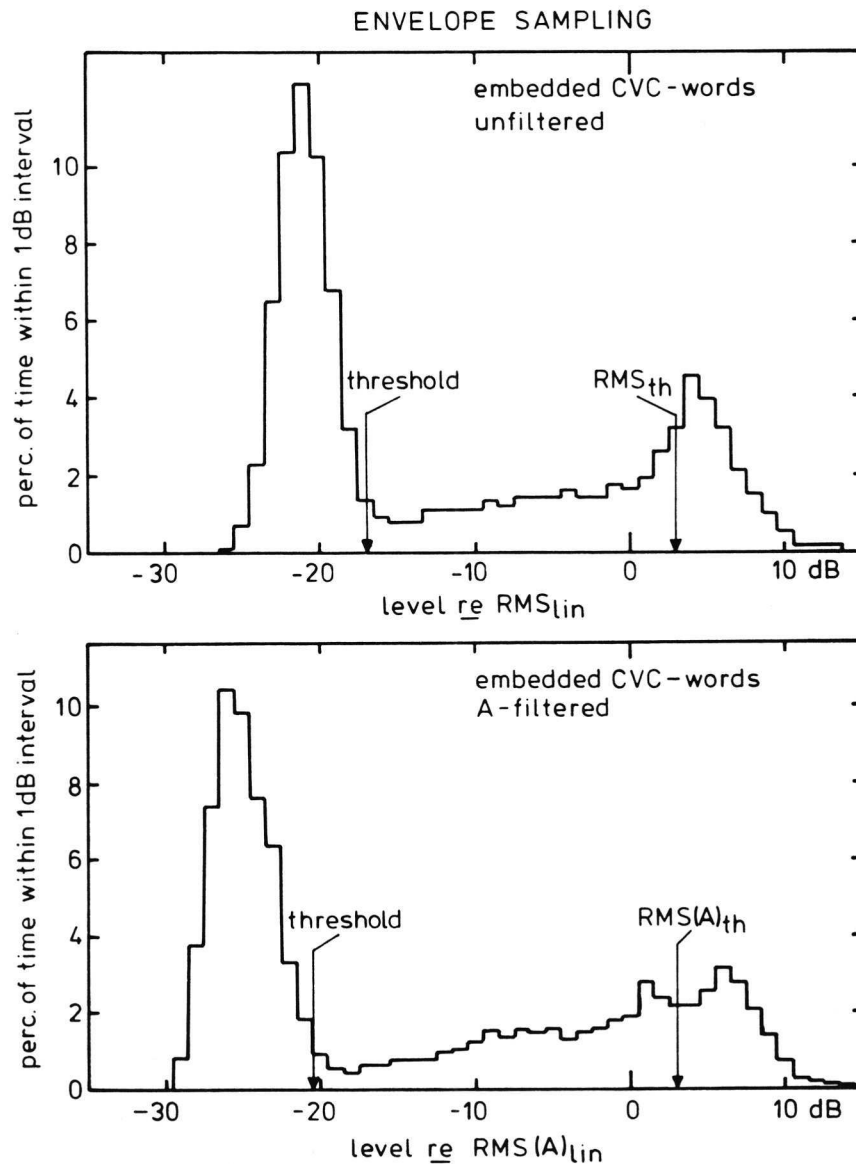 ENVELOPE SAMPLING
embedded CVC-words
unfiltered
perc. of time within 1dB interval
10
8
6
4
2
0
threshold
RMSth
-30
-20
-10
0
10 dB
level re RMSlin
embedded CVC-words
A-filtered
perc. of time within 1dB interval
10
8
6
4
2
0
threshold
RMS(A)th
-30
-20
-10
0
10 dB
level re RMS(A)lin